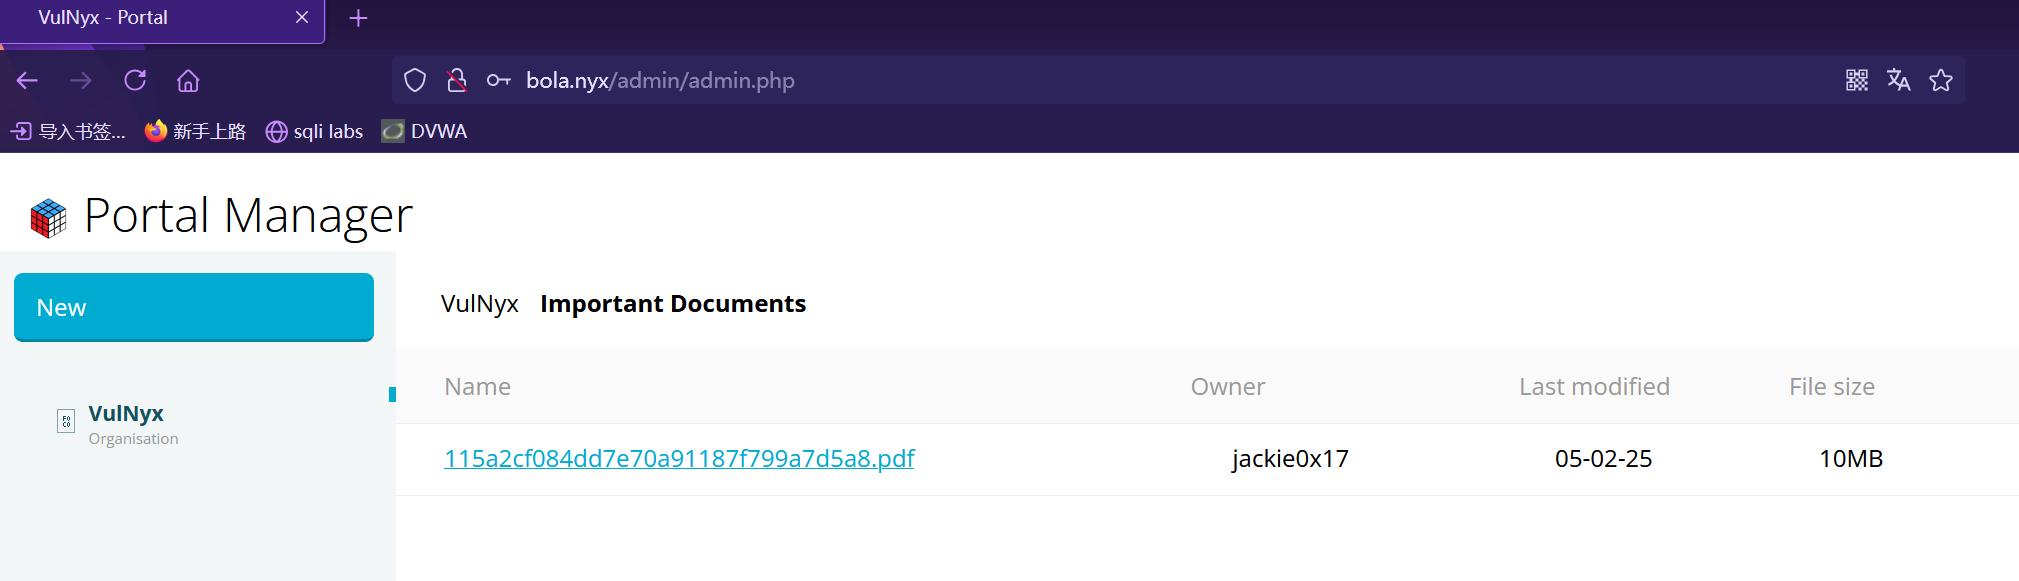 VulNyx - Portal
bola.nyx/admin/admin.php
导入书签... 新手上路 sqli labs DVWA
Portal Manager
New
VulNyx
Organisation
VulNyx Important Documents
Name Owner Last modified File size
115a2cf084dd7e70a91187f799a7d5a8.pdf jackie0x17 05-02-25 10MB